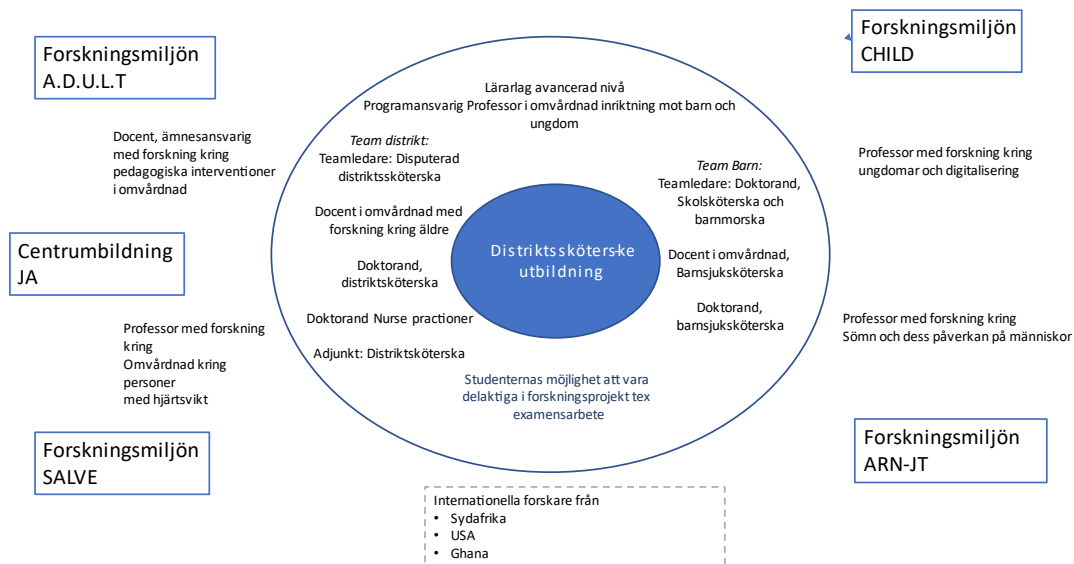 Forskningsmiljön
A.D.U.L.T
Forskningsmiljön
CHILD
Lärarlag avancerad nivå
Programansvarig Professor i omvårdnad inriktning mot barn och
ungdom
Docent, ämnesansvarig
med forskning kring
pedagogiska interventioner
i omvårdnad
Team distrikt:
Teamledare: Disputerad
distriktssköterska
Docent i omvårdnad med
forskning kring äldre
Doktorand,
distriktsköterska
Doktorand Nurse practioner
Adjunkt: Distriktsköterska
Distriktssköterske
utbildning
Team Barn:
Teamledare: Doktorand,
Skolsköterska och
barnmorska
Docent i omvårdnad,
Barnsjuksköterska
Doktorand,
barnsjuksköterska
Professor med forskning kring
ungdomar och digitalisering
Centrumbildning
JA
Professor med forskning
kring
Omvårdnad kring
personer
med hjärtsvikt
Professor med forskning kring
Sömn och dess påverkan på människor
Studenternas möjlighet att vara
delaktiga i forskningsprojekt tex
examensarbete
Forskningsmiljön
SALVE
Forskningsmiljön
ARN-JT
Internationella forskare från
• Sydafrika
• USA
• Ghana